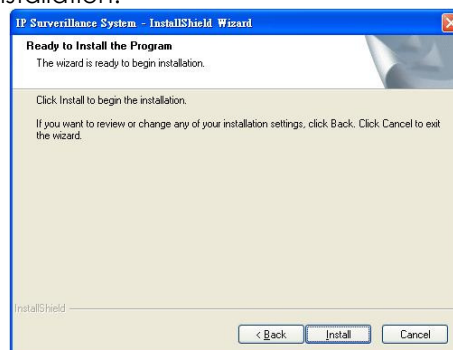 nstallation.
IP Surverillance System - InstallShield Wizard
Ready to Install the Program
The wizard is ready to begin installation.
Click Install to begin the installation.
If you want to review or change any of your installation settings, click Back. Click Cancel to exit
the wizard.
InstallShield
< Back Install Cancel